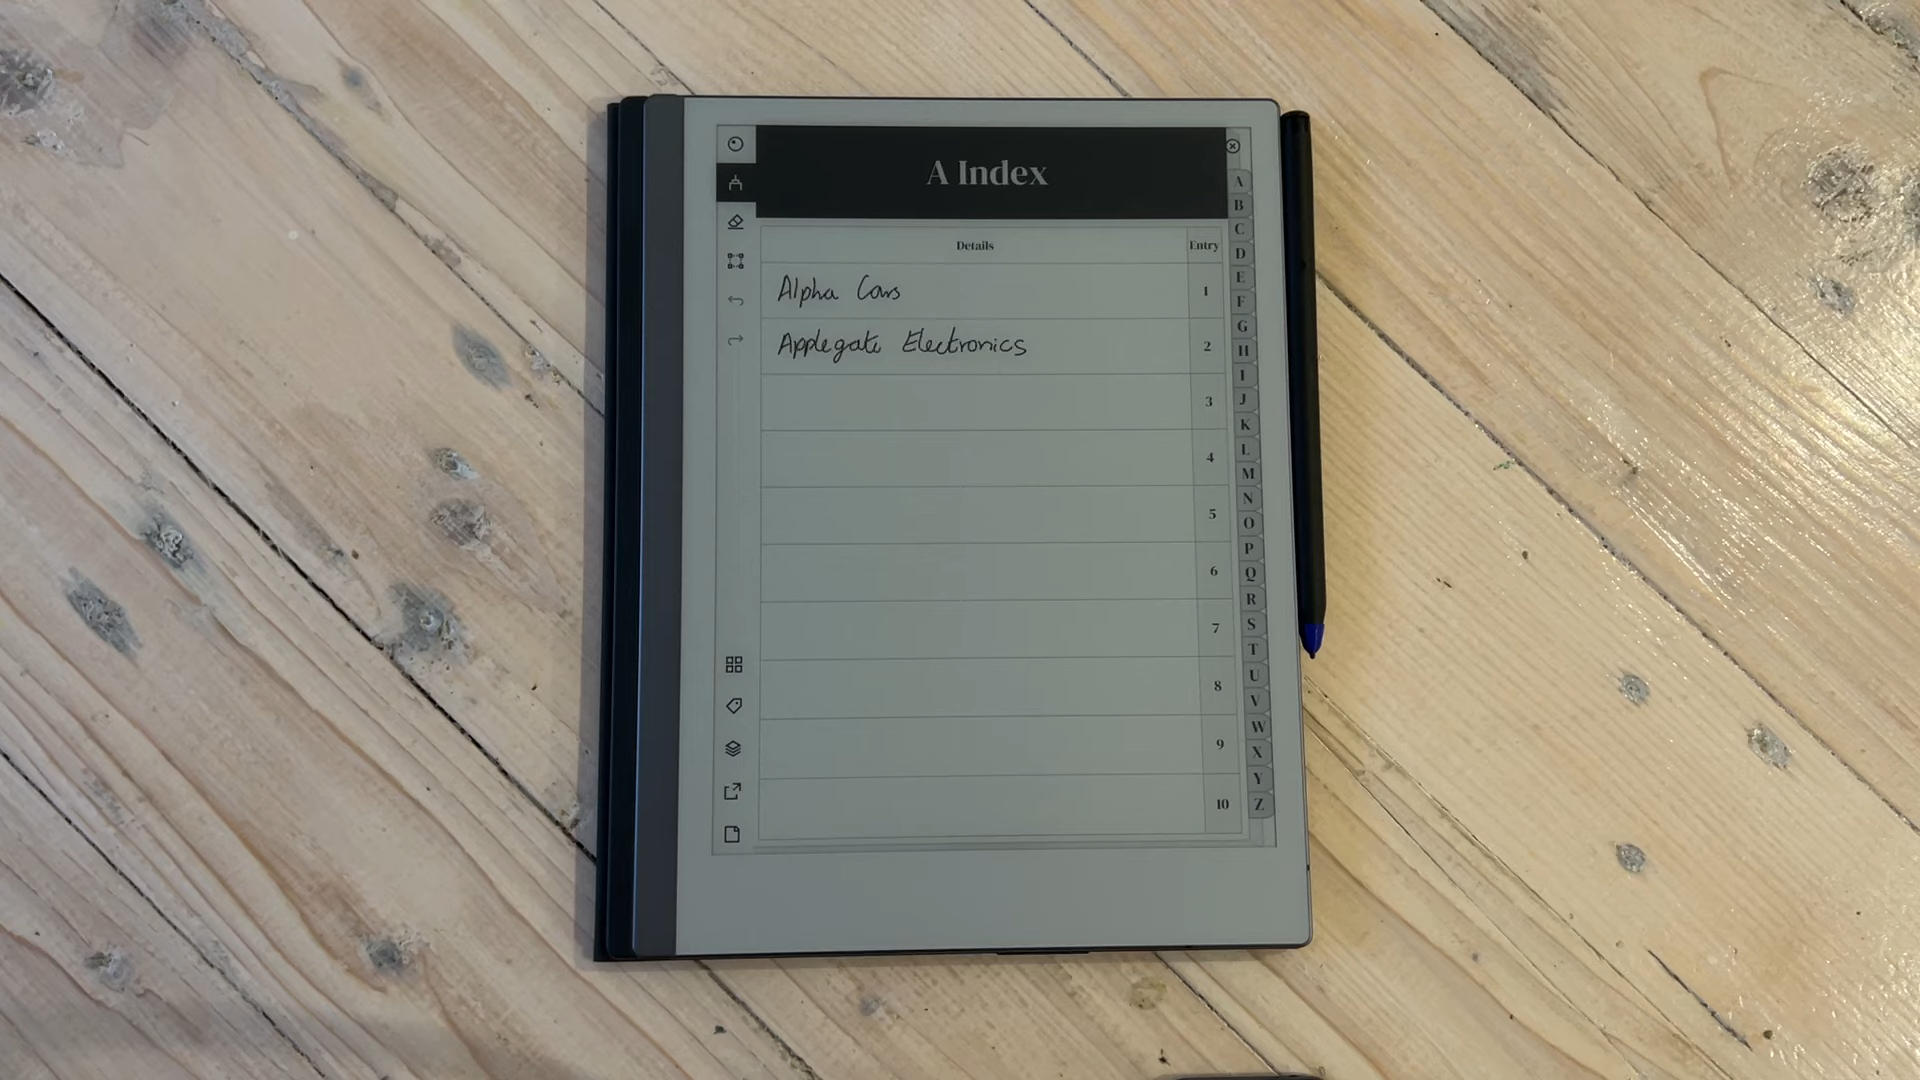 A Index
Details Entry
Alpha Cars 1
Applegate Electronics 2
3
4
5
6
7
8
9
10
A
B
C
D
E
F
G
H
I
J
K
L
M
N
O
P
Q
R
S
T
U
V
W
X
Y
Z